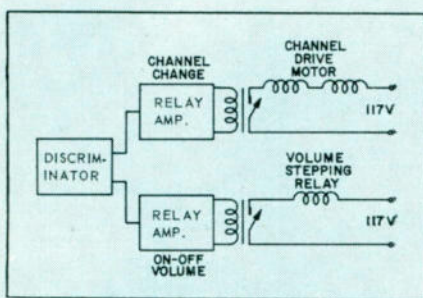 CHANNEL
CHANGE
RELAY
AMP.
CHANNEL
DRIVE
MOTOR
117V
DISCRIM-
INATOR
RELAY
AMP.
ON-OFF
VOLUME
VOLUME
STEPPING
RELAY
117V